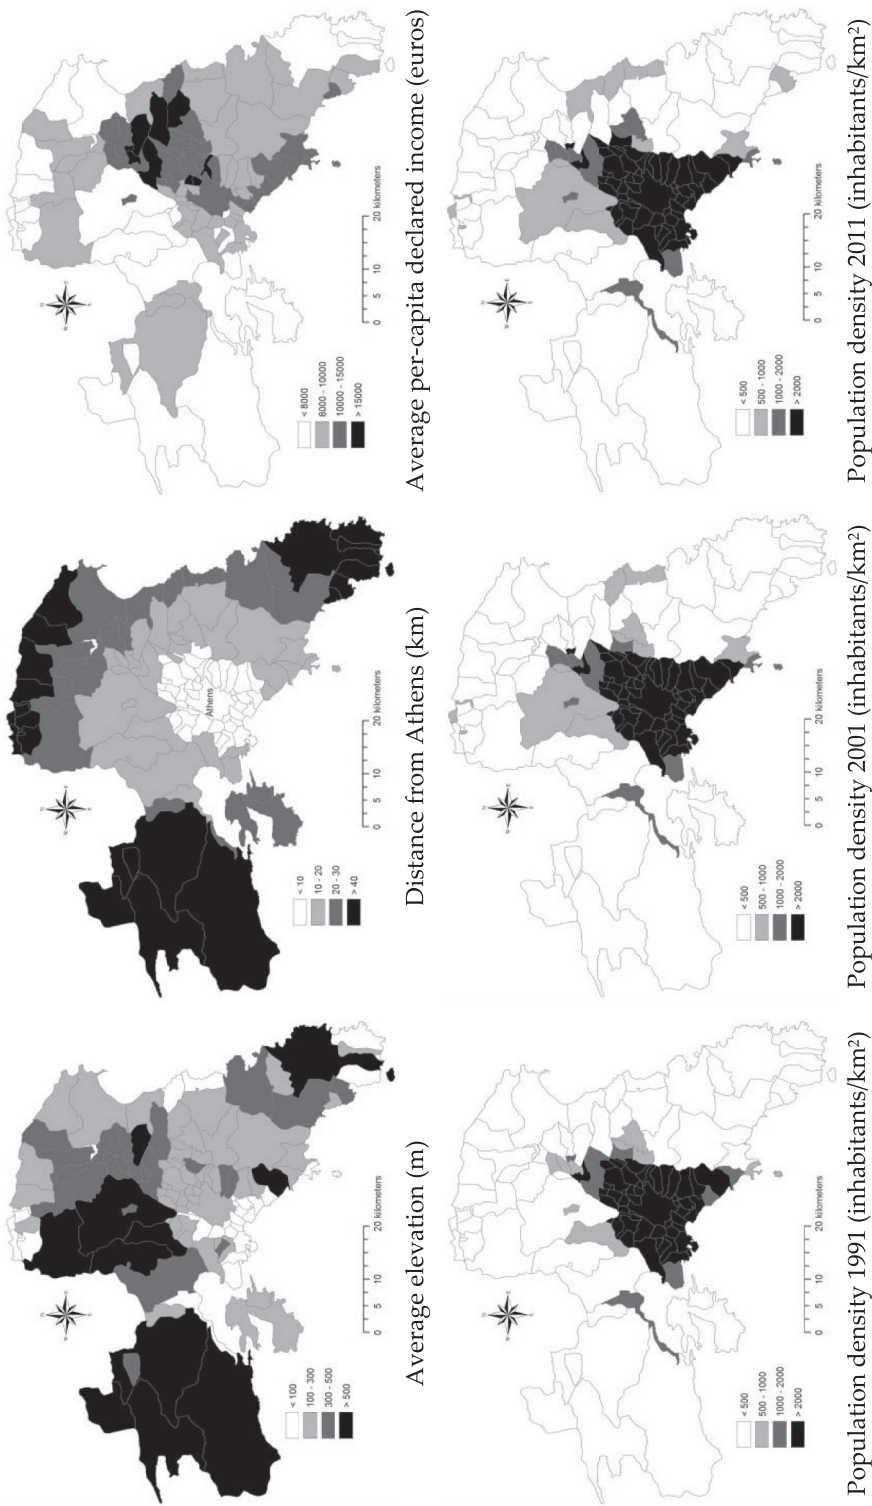 < 100
100 - 300
300 - 500
> 500
0 5 10 20 kilometers
Average elevation (m)
Athens
< 10
10 - 20
20 - 30
> 40
0 5 10 20 kilometers
Distance from Athens (km)
< 8000
8000 - 10000
10000 - 15000
> 15000
0 5 10 20 kilometers
Average per-capita declared income (euros)
< 500
500 - 1000
1000 - 2000
> 2000
0 5 10 20 kilometers
Population density 1991 (inhabitants/km²)
< 500
500 - 1000
1000 - 2000
> 2000
0 5 10 20 kilometers
Population density 2001 (inhabitants/km²)
< 500
500 - 1000
1000 - 2000
> 2000
0 5 10 20 kilometers
Population density 2011 (inhabitants/km²)